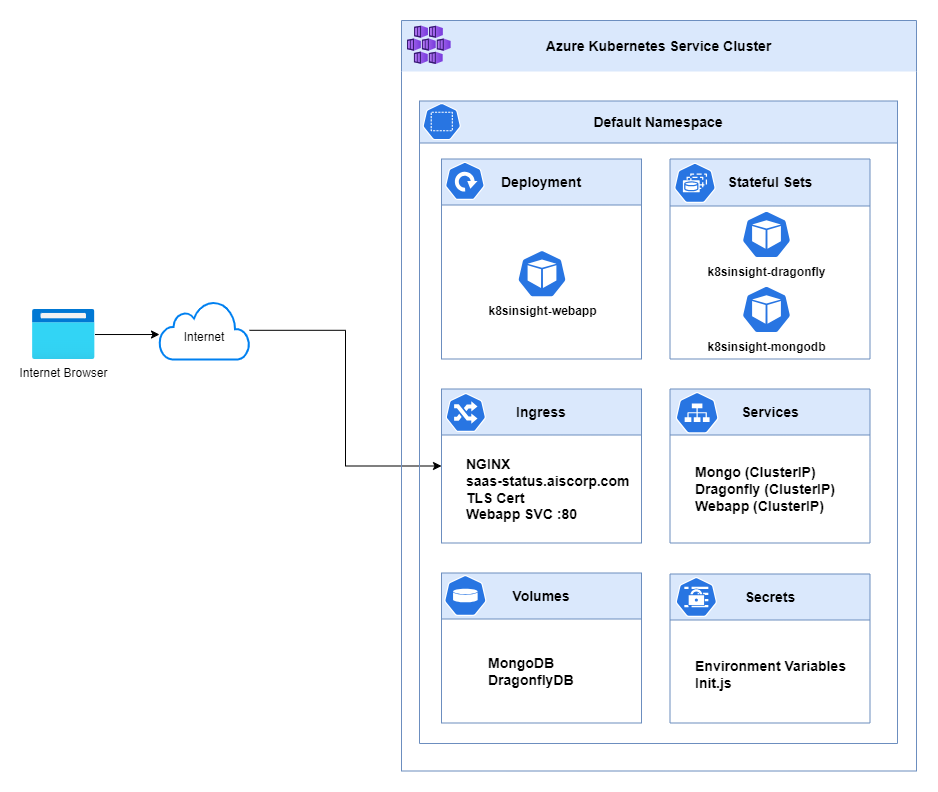 Azure Kubernetes Service Cluster
Default Namespace
Deployment
k8sinsight-webapp
Stateful Sets
k8sinsight-dragonfly
k8sinsight-mongodb
Internet Browser
Internet
Ingress
NGINX
saas-status.aiscorp.com
TLS Cert
Webapp SVC :80
Services
Mongo (ClusterIP)
Dragonfly (ClusterIP)
Webapp (ClusterIP)
Volumes
MongoDB
DragonflyDB
Secrets
Environment Variables
Init.js